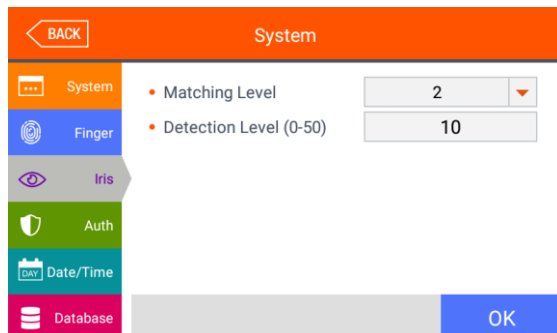 BACK
System
System
Finger
Iris
Auth
DAY Date/Time
Database
• Matching Level 2
• Detection Level (0-50) 10
OK